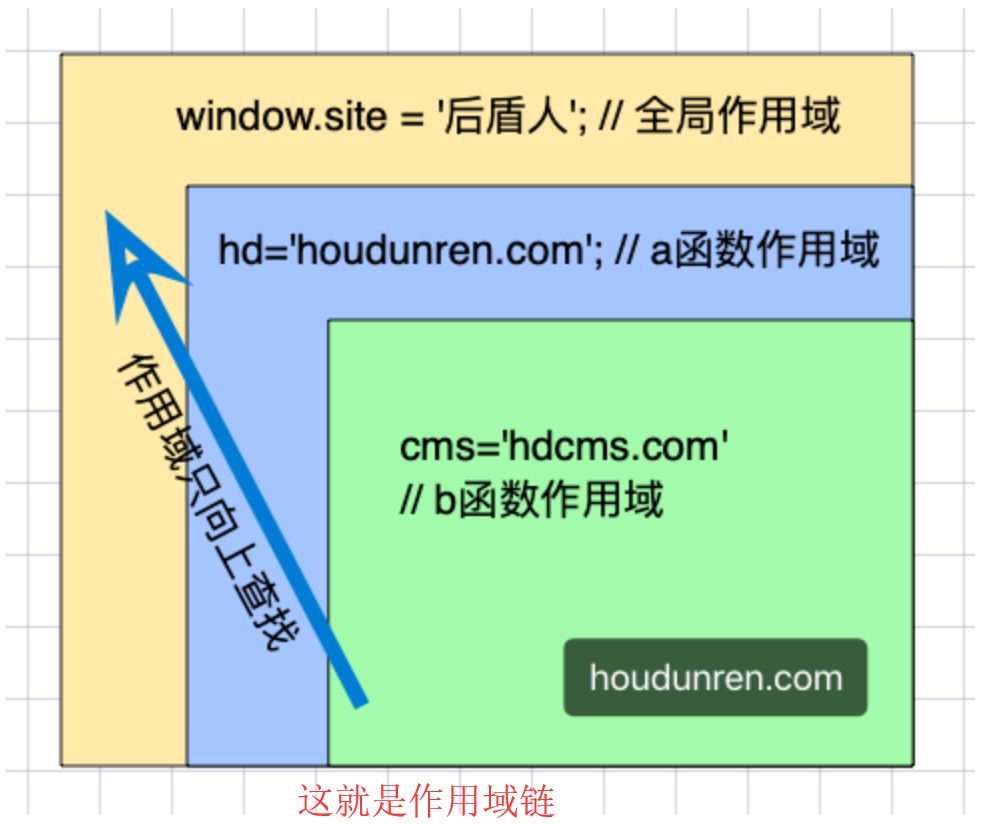 window.site = '后盾人'; // 全局作用域
hd='houdunren.com'; // a函数作用域
作用域只向上查找
cms='hdcms.com'
// b函数作用域
houdunren.com
这就是作用域链